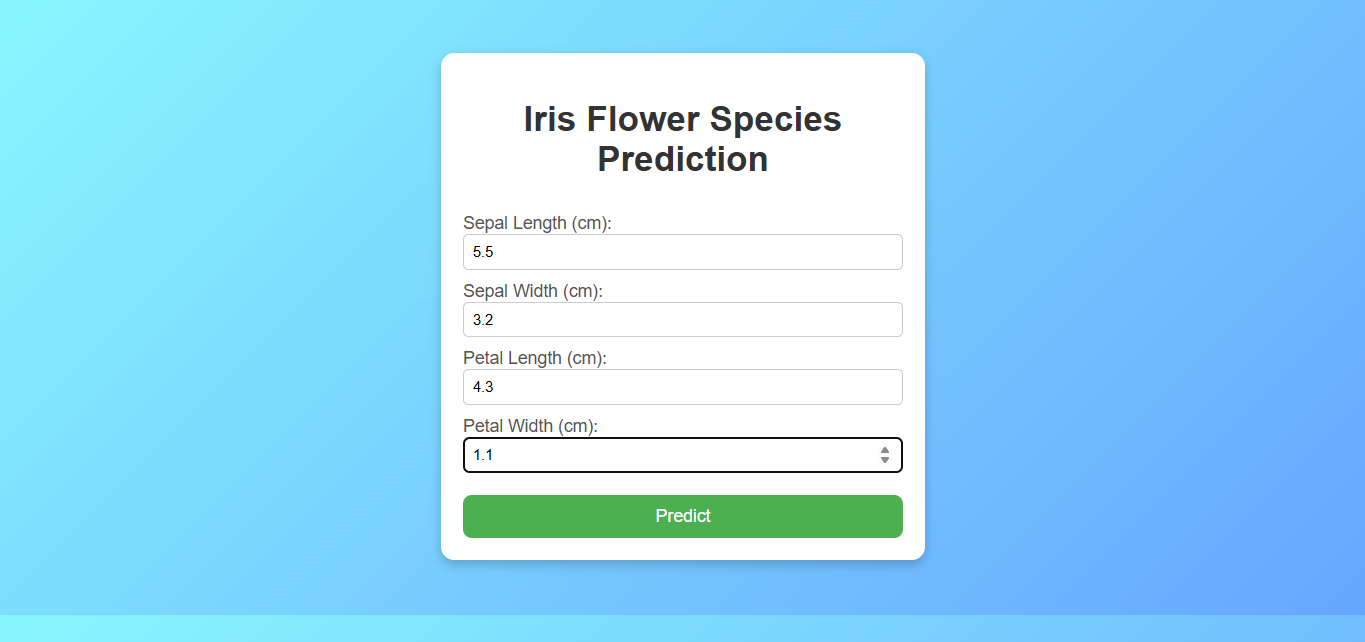 Iris Flower Species
Prediction
Sepal Length (cm):
5.5
Sepal Width (cm):
3.2
Petal Length (cm):
4.3
Petal Width (cm):
1.1
Predict